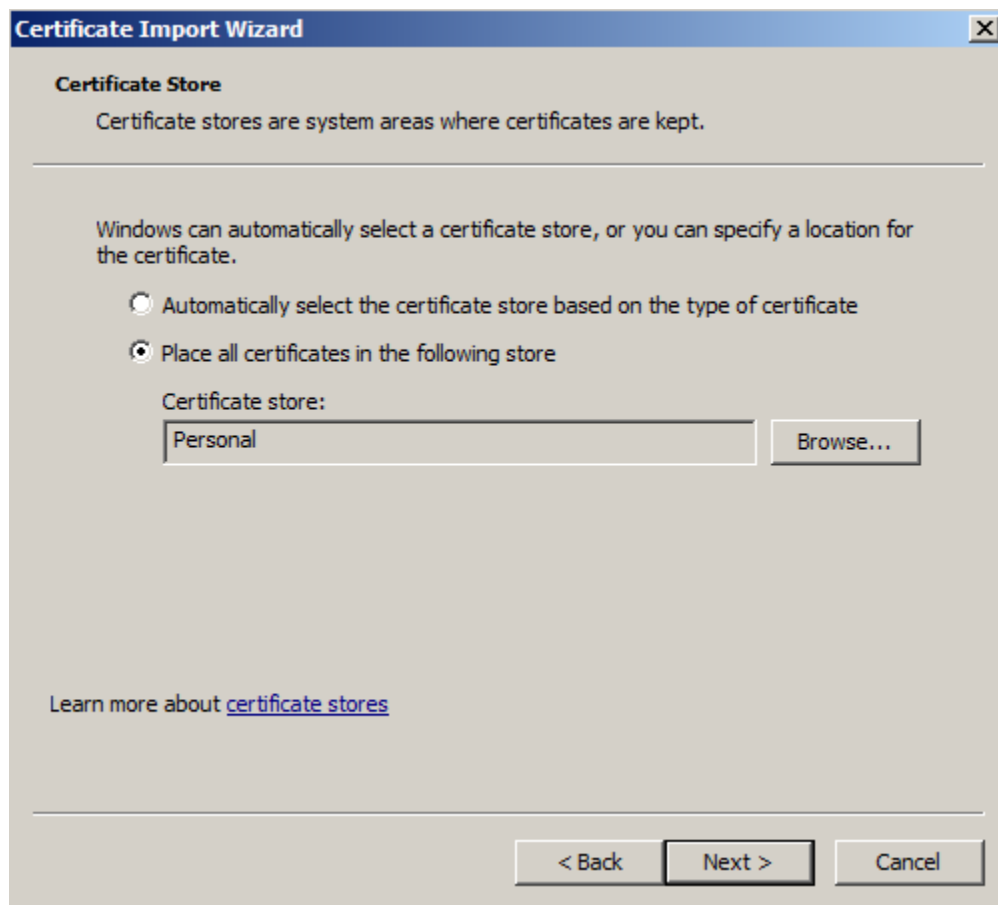 Certificate Import Wizard
Certificate Store
Certificate stores are system areas where certificates are kept.
Windows can automatically select a certificate store, or you can specify a location for
the certificate.
Automatically select the certificate store based on the type of certificate
Place all certificates in the following store
Certificate store:
Personal
Browse...
Learn more about certificate stores
< Back
Next >
Cancel